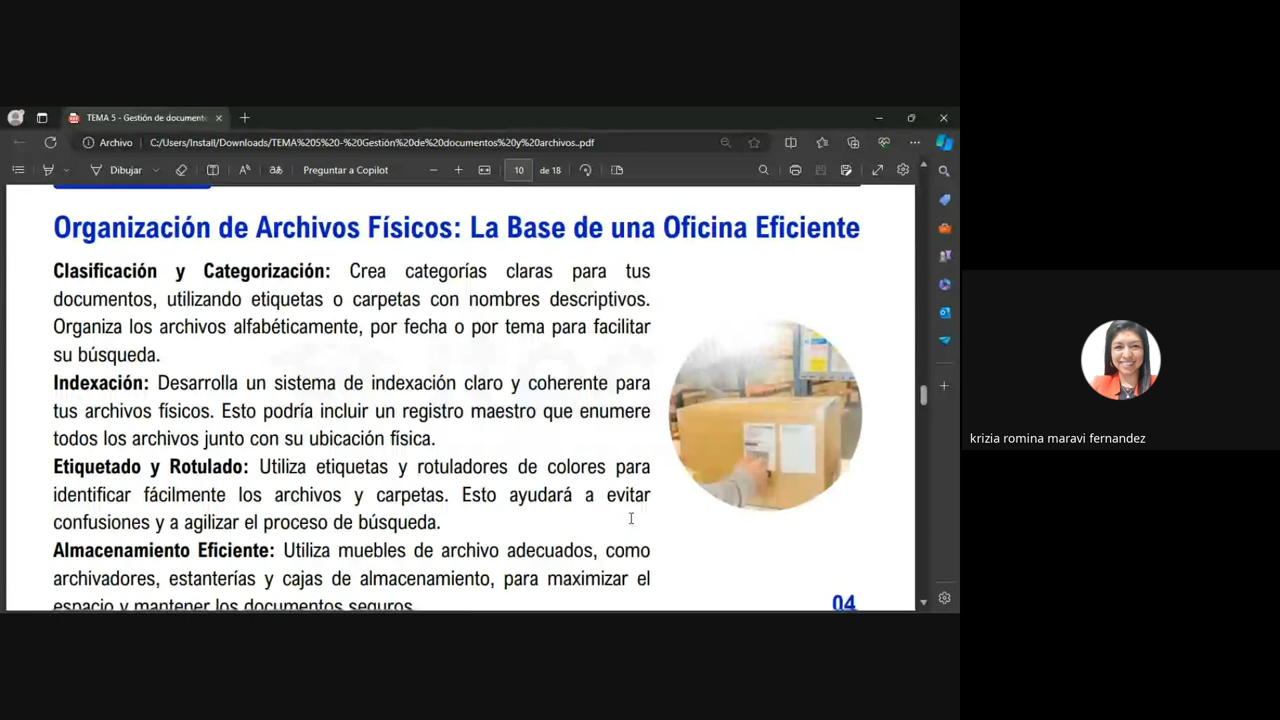 TEMA 5 - Gestión de document
Archivo
C:/Users/Install/Downloads/TEMA%205%20-%20Gestión%20de%20documentos%20y%20archivos..pdf
Dibujar
Preguntar a Copilot
10
de 18
Organización de Archivos Físicos: La Base de una Oficina Eficiente
Clasificación y Categorización: Crea categorías claras para tus
documentos, utilizando etiquetas o carpetas con nombres descriptivos.
Organiza los archivos alfabéticamente, por fecha o por tema para facilitar
su búsqueda.
Indexación: Desarrolla un sistema de indexación claro y coherente para
tus archivos físicos. Esto podría incluir un registro maestro que enumere
todos los archivos junto con su ubicación física.
Etiquetado y Rotulado: Utiliza etiquetas y rotuladores de colores para
identificar fácilmente los archivos y carpetas. Esto ayudará a evitar
confusiones y a agilizar el proceso de búsqueda.
Almacenamiento Eficiente: Utiliza muebles de archivo adecuados, como
archivadores, estanterías y cajas de almacenamiento, para maximizar el
espacio y mantener los documentos seguros.
04
krizia romina maravi fernandez